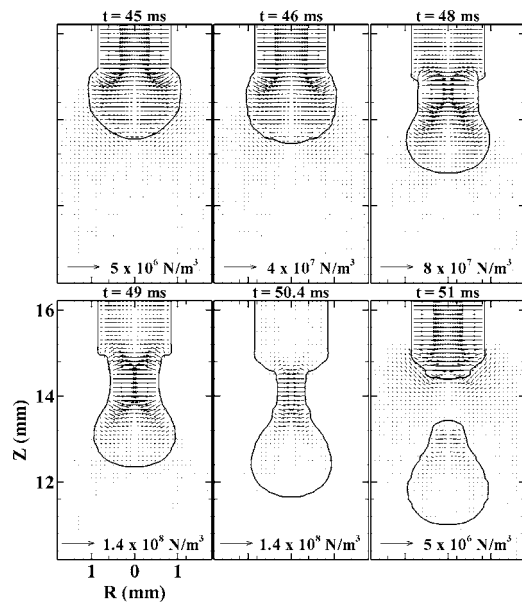 t = 45 ms
t = 46 ms
t = 48 ms
5 x 10⁶ N/m³
4 x 10⁷ N/m³
8 x 10⁷ N/m³
t = 49 ms
t = 50.4 ms
t = 51 ms
16
14
12
Z (mm)
1.4 x 10⁸ N/m³
1.4 x 10⁸ N/m³
5 x 10⁶ N/m³
1 0 1
R (mm)